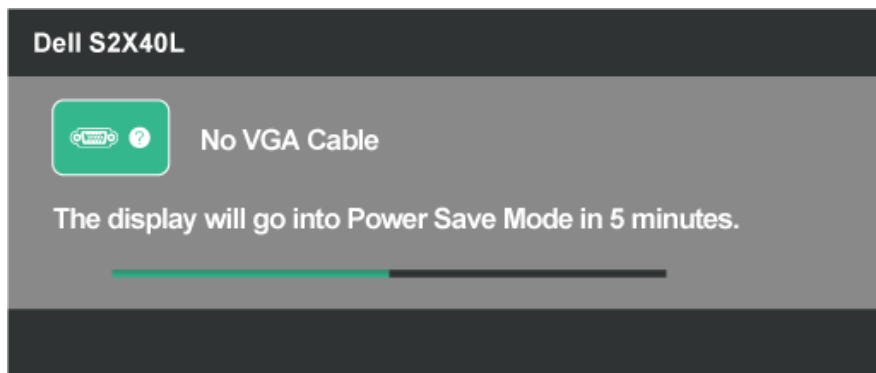 Dell S2X40L
No VGA Cable
The display will go into Power Save Mode in 5 minutes.